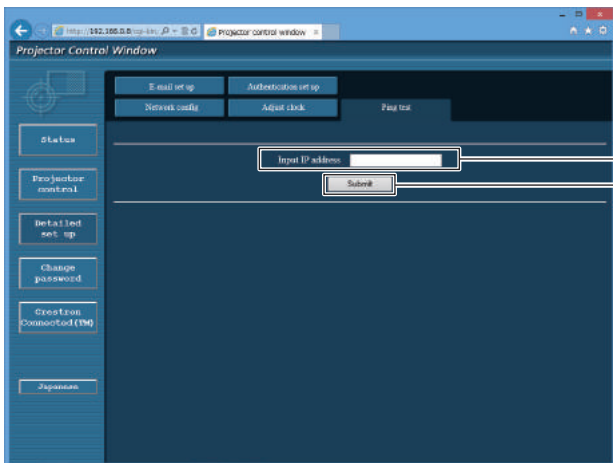 Projector control window
Projector Control Window
E-mail set up
Authentication set up
Network config
Adjust clock
Ping test
Status
Input IP address
Submit
Projector
control
Detailed
set up
Change
password
Crestron
Connected(TM)
Japanese